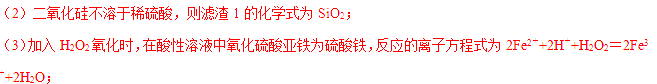 （2）二氧化硅不溶于稀硫酸，则滤渣 1 的化学式为 SiO₂；
（3）加入 H₂O₂ 氧化时，在酸性溶液中氧化硫酸亚铁为硫酸铁，反应的离子方程式为 2Fe²⁺+2H⁺+H₂O₂＝2Fe³
⁺+2H₂O；